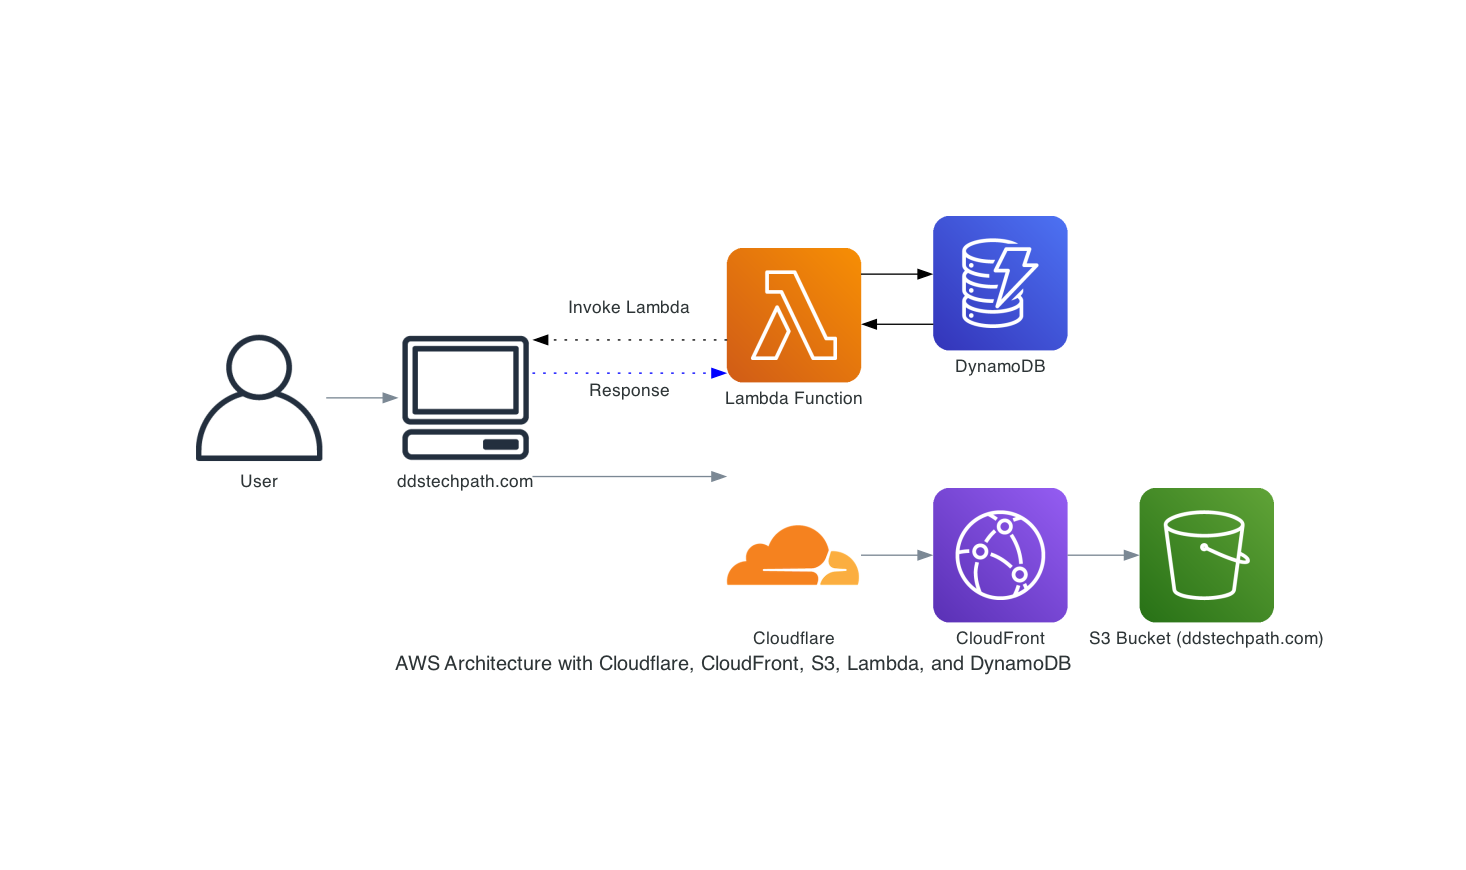 DynamoDB
Invoke Lambda
Response
Lambda Function
User
ddstechpath.com
Cloudflare
CloudFront
S3 Bucket (ddstechpath.com)
AWS Architecture with Cloudflare, CloudFront, S3, Lambda, and DynamoDB